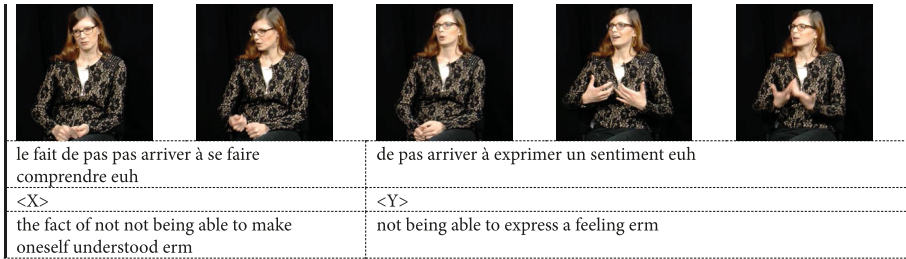 le fait de pas pas arriver à se faire
comprendre euh
de pas arriver à exprimer un sentiment euh
<X>
<Y>
the fact of not not being able to make
oneself understood erm
not being able to express a feeling erm